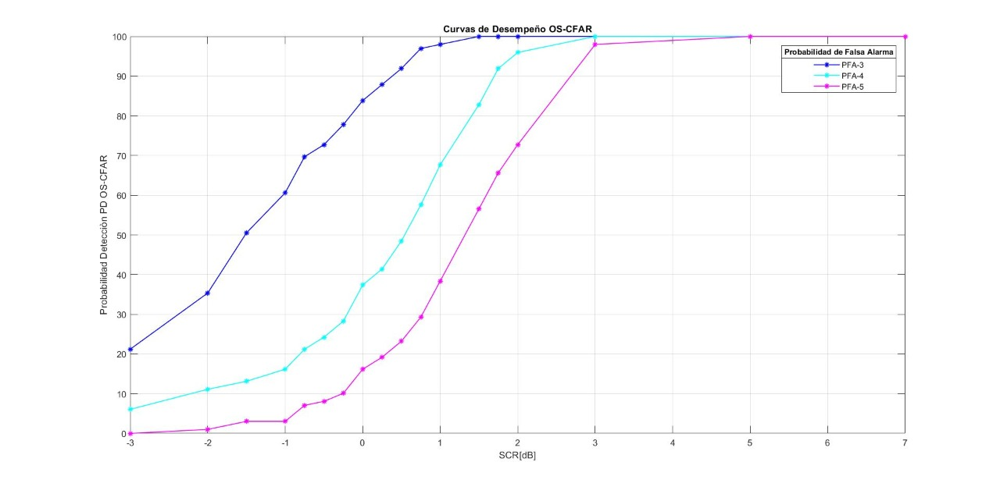 Curvas de Desempeño OS-CFAR
Probabilidad de Falsa Alarma
PFA-3
PFA-4
PFA-5
Probabilidad Detección PD OS-CFAR
100
90
80
70
60
50
40
30
20
10
0
-3 -2 -1 0 1 2 3 4 5 6 7
SCR[dB]